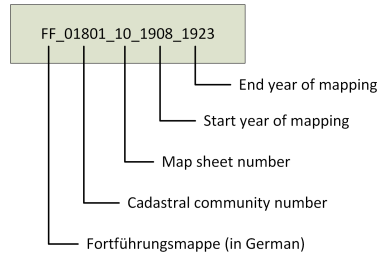 FF_01801_10_1908_1923
End year of mapping
Start year of mapping
Map sheet number
Cadastral community number
Fortführungsmappe (in German)